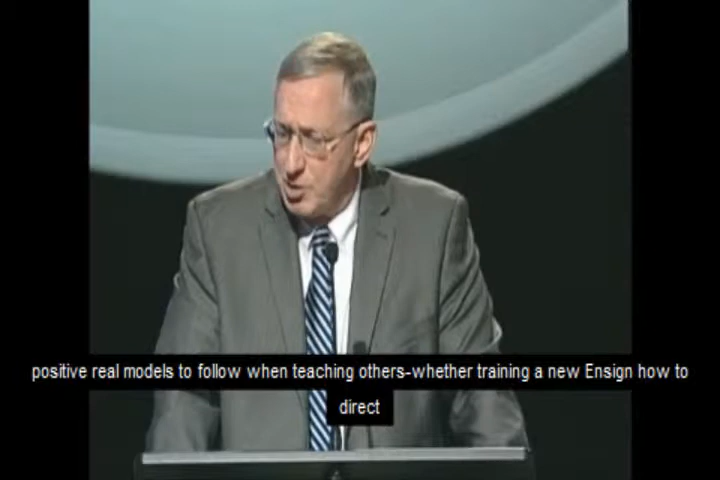 positive real models to follow when teaching others-whether training a new Ensign how to
direct